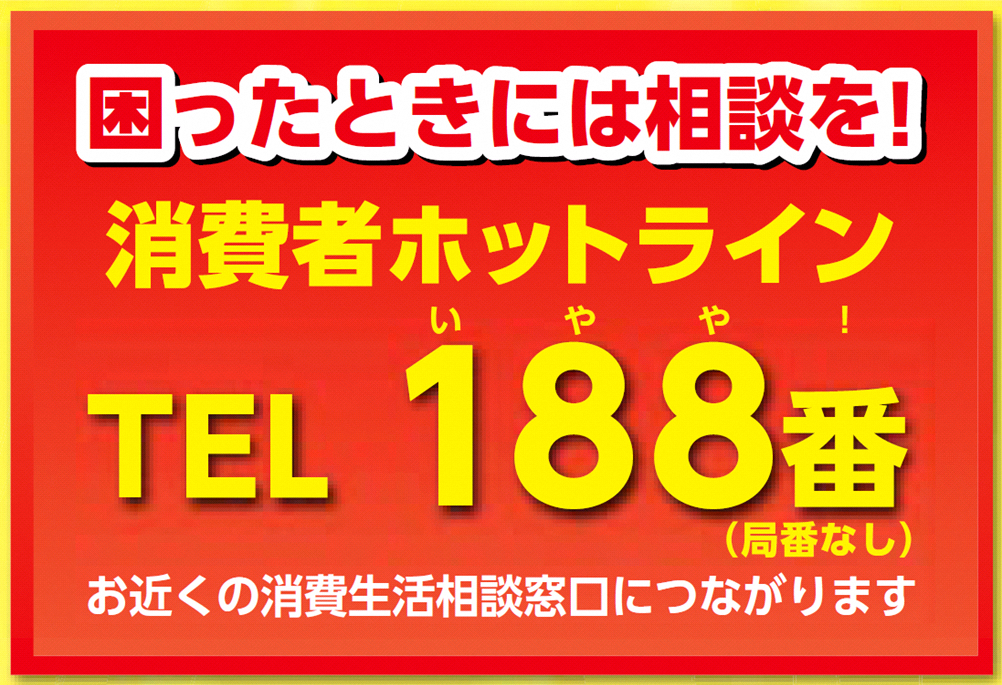 困ったときには相談を!
消費者ホットライン
いやや!
TEL 188番
(局番なし)
お近くの消費生活相談窓口につながります